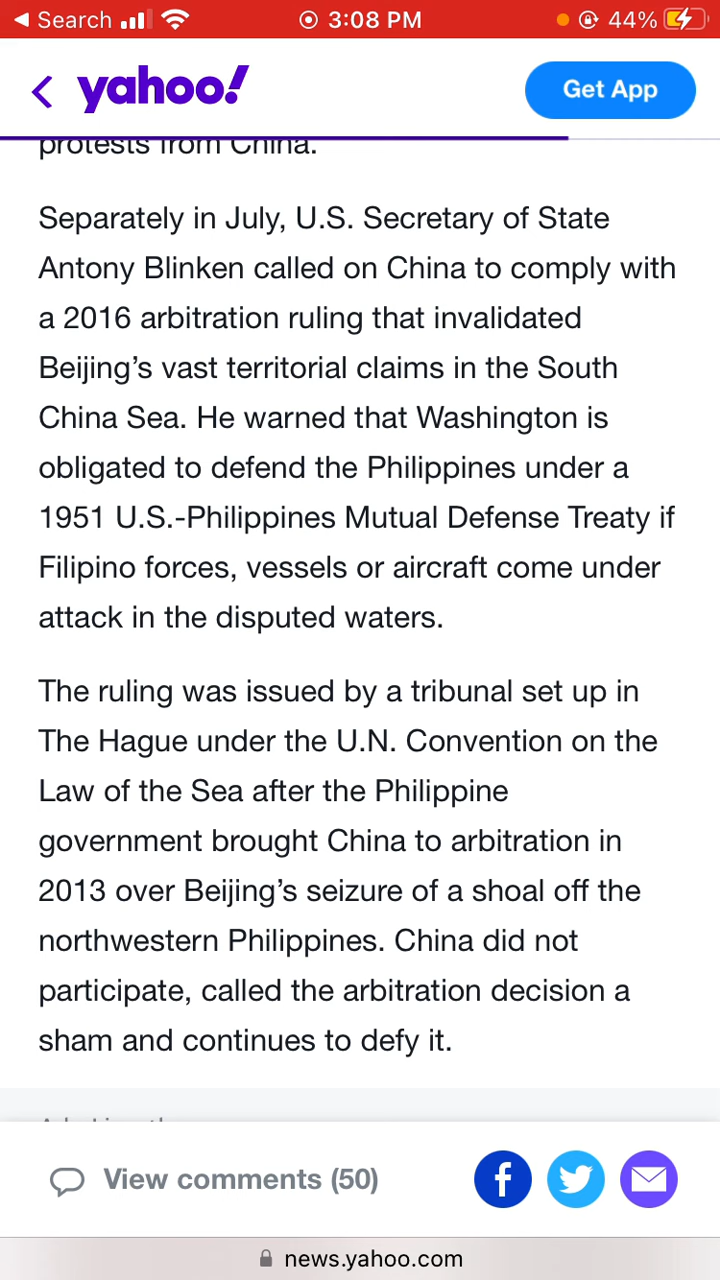 Search 3:08 PM 44%
yahoo! Get App
protests from China.
Separately in July, U.S. Secretary of State
Antony Blinken called on China to comply with
a 2016 arbitration ruling that invalidated
Beijing’s vast territorial claims in the South
China Sea. He warned that Washington is
obligated to defend the Philippines under a
1951 U.S.-Philippines Mutual Defense Treaty if
Filipino forces, vessels or aircraft come under
attack in the disputed waters.
The ruling was issued by a tribunal set up in
The Hague under the U.N. Convention on the
Law of the Sea after the Philippine
government brought China to arbitration in
2013 over Beijing’s seizure of a shoal off the
northwestern Philippines. China did not
participate, called the arbitration decision a
sham and continues to defy it.
View comments (50)
news.yahoo.com